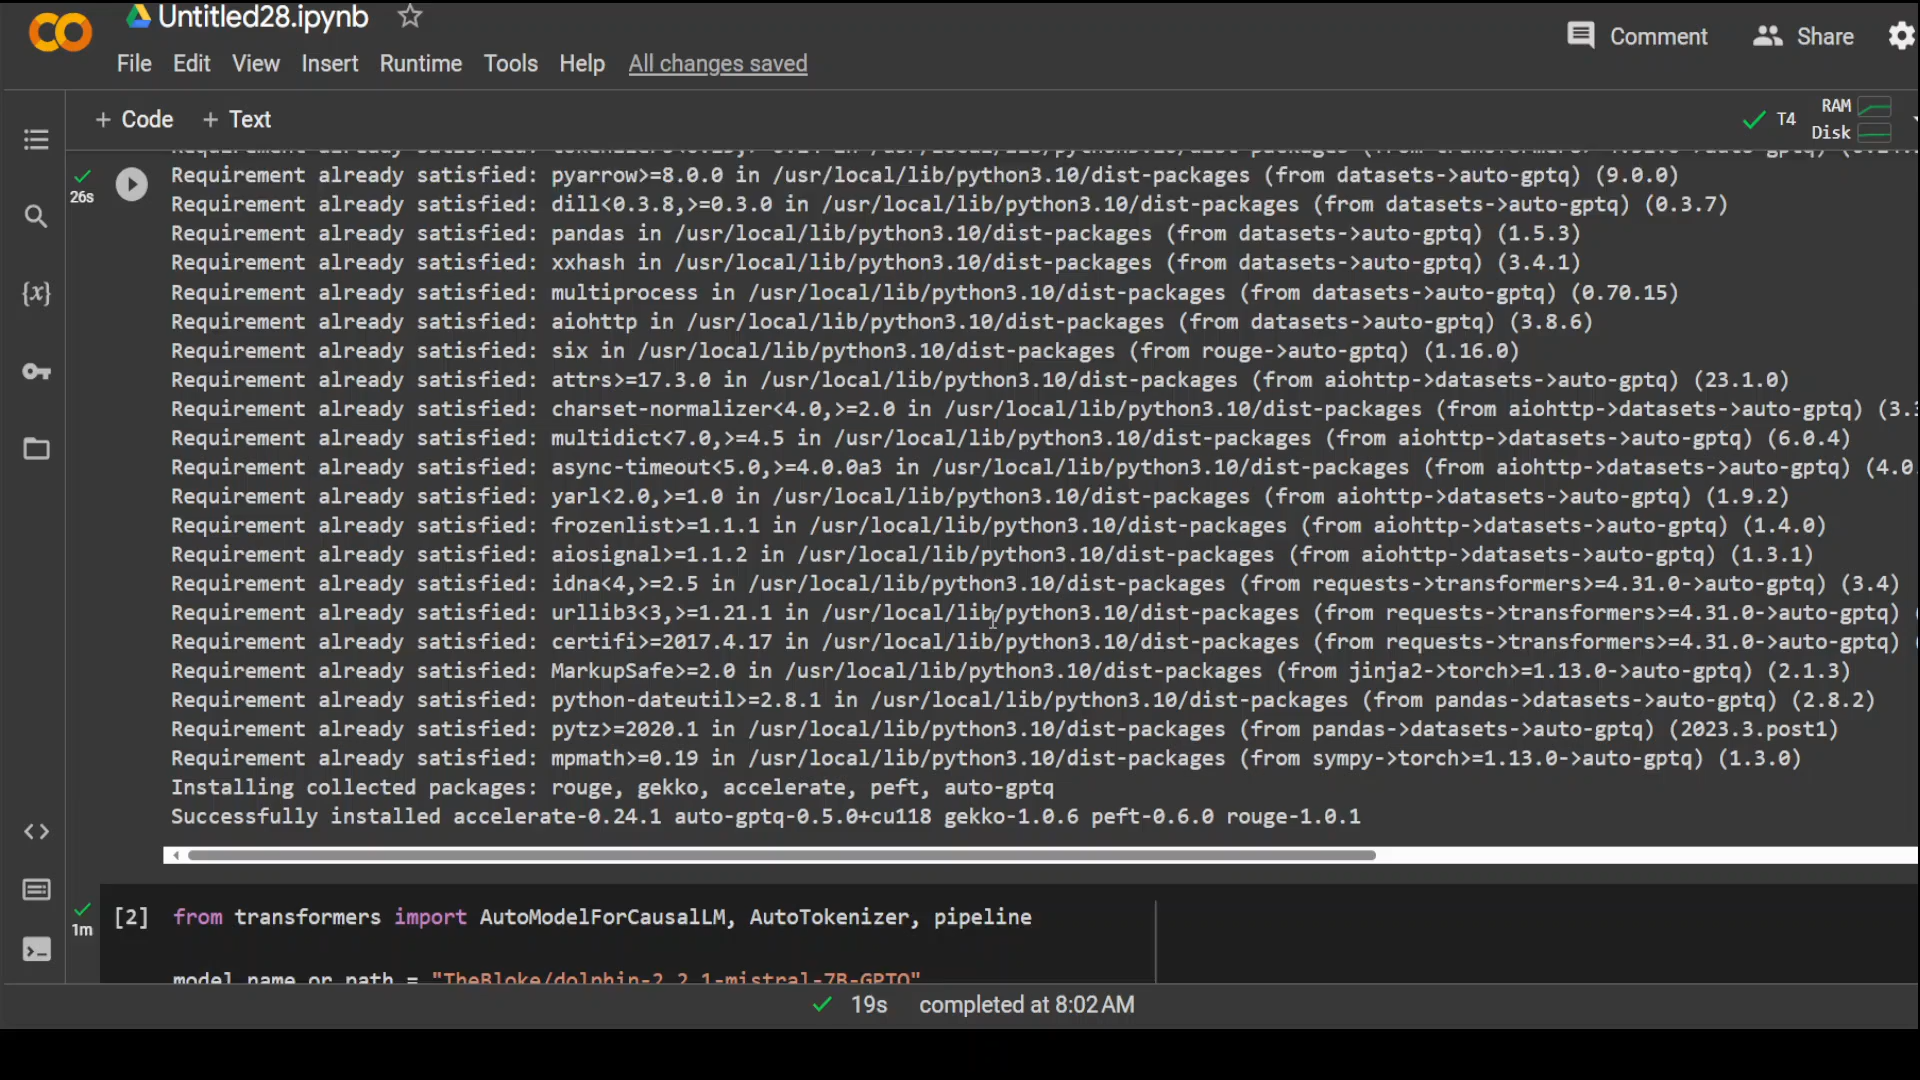 Untitled28.ipynb
Comment
Share
File Edit View Insert Runtime Tools Help All changes saved
+ Code + Text
T4
RAM
Disk
26s
Requirement already satisfied: pyarrow>=8.0.0 in /usr/local/lib/python3.10/dist-packages (from datasets->auto-gptq) (9.0.0)
Requirement already satisfied: dill<0.3.8,>=0.3.0 in /usr/local/lib/python3.10/dist-packages (from datasets->auto-gptq) (0.3.7)
Requirement already satisfied: pandas in /usr/local/lib/python3.10/dist-packages (from datasets->auto-gptq) (1.5.3)
Requirement already satisfied: xxhash in /usr/local/lib/python3.10/dist-packages (from datasets->auto-gptq) (3.4.1)
Requirement already satisfied: multiprocess in /usr/local/lib/python3.10/dist-packages (from datasets->auto-gptq) (0.70.15)
Requirement already satisfied: aiohttp in /usr/local/lib/python3.10/dist-packages (from datasets->auto-gptq) (3.8.6)
Requirement already satisfied: six in /usr/local/lib/python3.10/dist-packages (from rouge->auto-gptq) (1.16.0)
Requirement already satisfied: attrs>=17.3.0 in /usr/local/lib/python3.10/dist-packages (from aiohttp->datasets->auto-gptq) (23.1.0)
Requirement already satisfied: charset-normalizer<4.0,>=2.0 in /usr/local/lib/python3.10/dist-packages (from aiohttp->datasets->auto-gptq) (3.
Requirement already satisfied: multidict<7.0,>=4.5 in /usr/local/lib/python3.10/dist-packages (from aiohttp->datasets->auto-gptq) (6.0.4)
Requirement already satisfied: async-timeout<5.0,>=4.0.0a3 in /usr/local/lib/python3.10/dist-packages (from aiohttp->datasets->auto-gptq) (4.0.
Requirement already satisfied: yarl<2.0,>=1.0 in /usr/local/lib/python3.10/dist-packages (from aiohttp->datasets->auto-gptq) (1.9.2)
Requirement already satisfied: frozenlist>=1.1.1 in /usr/local/lib/python3.10/dist-packages (from aiohttp->datasets->auto-gptq) (1.4.0)
Requirement already satisfied: aiosignal>=1.1.2 in /usr/local/lib/python3.10/dist-packages (from aiohttp->datasets->auto-gptq) (1.3.1)
Requirement already satisfied: idna<4,>=2.5 in /usr/local/lib/python3.10/dist-packages (from requests->transformers>=4.31.0->auto-gptq) (3.4)
Requirement already satisfied: urllib3<3,>=1.21.1 in /usr/local/lib/python3.10/dist-packages (from requests->transformers>=4.31.0->auto-gptq) (
Requirement already satisfied: certifi>=2017.4.17 in /usr/local/lib/python3.10/dist-packages (from requests->transformers>=4.31.0->auto-gptq) (
Requirement already satisfied: MarkupSafe>=2.0 in /usr/local/lib/python3.10/dist-packages (from jinja2->torch>=1.13.0->auto-gptq) (2.1.3)
Requirement already satisfied: python-dateutil>=2.8.1 in /usr/local/lib/python3.10/dist-packages (from pandas->datasets->auto-gptq) (2.8.2)
Requirement already satisfied: pytz>=2020.1 in /usr/local/lib/python3.10/dist-packages (from pandas->datasets->auto-gptq) (2023.3.post1)
Requirement already satisfied: mpmath>=0.19 in /usr/local/lib/python3.10/dist-packages (from sympy->torch>=1.13.0->auto-gptq) (1.3.0)
Installing collected packages: rouge, gekko, accelerate, peft, auto-gptq
Successfully installed accelerate-0.24.1 auto-gptq-0.5.0+cu118 gekko-1.0.6 peft-0.6.0 rouge-1.0.1
1m
[2] from transformers import AutoModelForCausalLM, AutoTokenizer, pipeline
model_name_or_path = "TheBloke/dolphin-2_2_1-mistral-7B-GPTQ"
19s completed at 8:02 AM